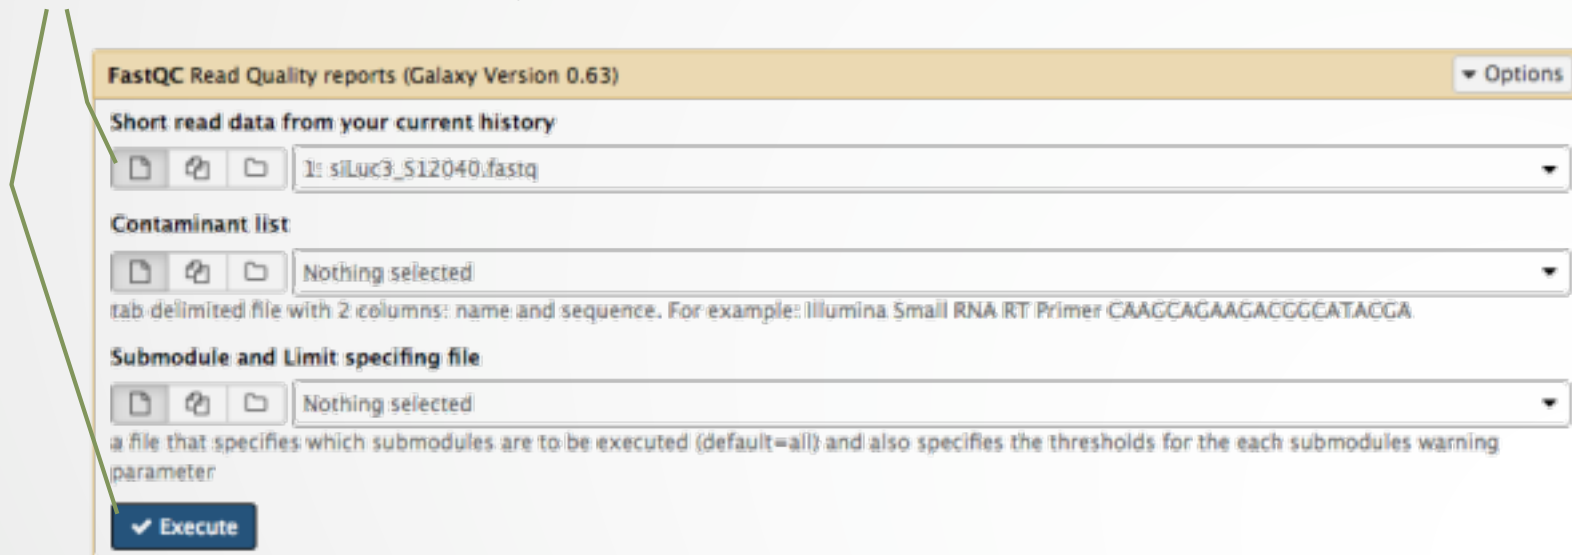 FastQC Read Quality reports (Galaxy Version 0.63)
Options
Short read data from your current history
1: siLuc3_S12040.fastq
Contaminant list
Nothing selected
tab delimited file with 2 columns: name and sequence. For example: Illumina Small RNA RT Primer CAAGCAGAAGACGGCATACGA
Submodule and Limit specifing file
Nothing selected
a file that specifies which submodules are to be executed (default=all) and also specifies the thresholds for the each submodules warning
parameter
Execute